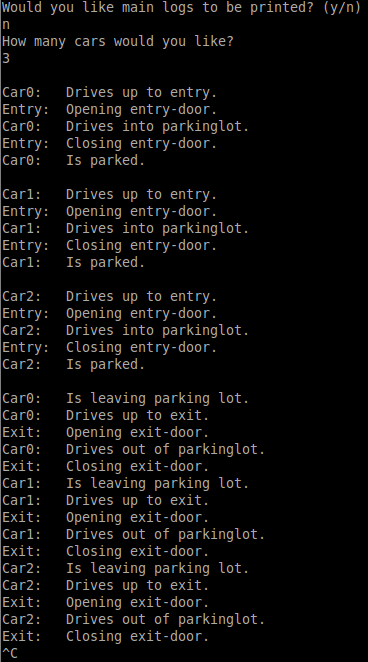 Would you like main logs to be printed? (y/n)
n
How many cars would you like?
3
Car0:   Drives up to entry.
Entry:  Opening entry-door.
Car0:   Drives into parkinglot.
Entry:  Closing entry-door.
Car0:   Is parked.
Car1:   Drives up to entry.
Entry:  Opening entry-door.
Car1:   Drives into parkinglot.
Entry:  Closing entry-door.
Car1:   Is parked.
Car2:   Drives up to entry.
Entry:  Opening entry-door.
Car2:   Drives into parkinglot.
Entry:  Closing entry-door.
Car2:   Is parked.
Car0:   Is leaving parking lot.
Car0:   Drives up to exit.
Exit:   Opening exit-door.
Car0:   Drives out of parkinglot.
Exit:   Closing exit-door.
Car1:   Is leaving parking lot.
Car1:   Drives up to exit.
Exit:   Opening exit-door.
Car1:   Drives out of parkinglot.
Exit:   Closing exit-door.
Car2:   Is leaving parking lot.
Car2:   Drives up to exit.
Exit:   Opening exit-door.
Car2:   Drives out of parkinglot.
Exit:   Closing exit-door.
^C